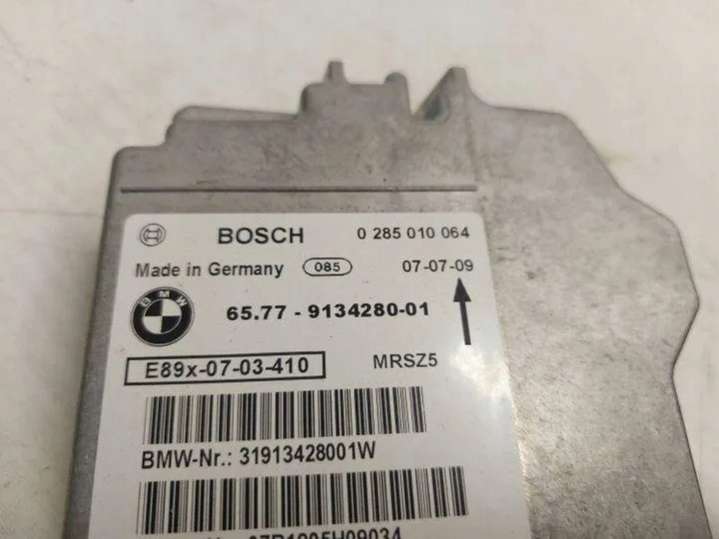 BOSCH 0 285 010 064
Made in Germany 085 07-07-09
BMW 65.77 - 9134280-01
E89x-07-03-410 MRSZ5
BMW-Nr.: 31913428001W